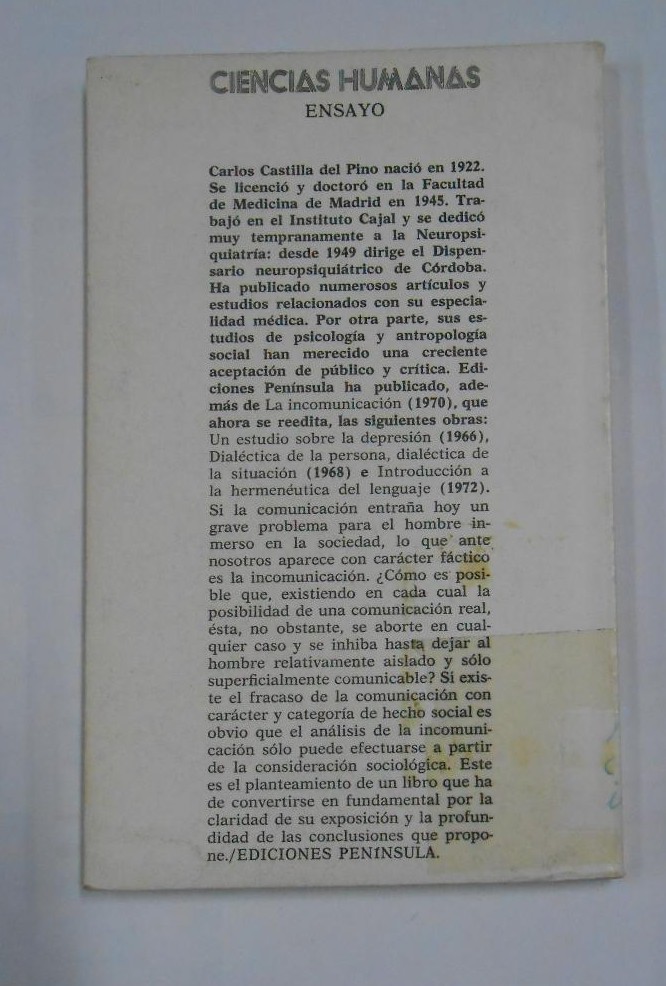 CIENCIAS HUMANAS
ENSAYO
Carlos Castilla del Pino nació en 1922.
Se licenció y doctoró en la Facultad
de Medicina de Madrid en 1945. Tra-
bajó en el Instituto Cajal y se dedicó
muy tempranamente a la Neuropsi-
quiatría: desde 1949 dirige el Dispen-
sario neuropsiquiátrico de Córdoba.
Ha publicado numerosos artículos y
estudios relacionados con su especia-
lidad médica. Por otra parte, sus es-
tudios de psicología y antropología
social han merecido una creciente
aceptación de público y crítica. Edi-
ciones Península ha publicado, ade-
más de La incomunicación (1970), que
ahora se reedita, las siguientes obras:
Un estudio sobre la depresión (1966),
Dialéctica de la persona, dialéctica de
la situación (1968) e Introducción a
la hermenéutica del lenguaje (1972).
Si la comunicación entraña hoy un
grave problema para el hombre in-
merso en la sociedad, lo que ante
nosotros aparece con carácter fáctico
es la incomunicación. ¿Cómo es posi-
ble que, existiendo en cada cual la
posibilidad de una comunicación real,
ésta, no obstante, se aborte en cual-
quier caso y se inhiba hasta dejar al
hombre relativamente aislado y sólo
superficialmente comunicable? Si exis-
te el fracaso de la comunicación con
carácter y categoría de hecho social es
obvio que el análisis de la incomuni-
cación sólo puede efectuarse a partir
de la consideración sociológica. Este
es el planteamiento de un libro que ha
de convertirse en fundamental por la
claridad de su exposición y la profun-
didad de las conclusiones que propo-
ne./EDICIONES PENÍNSULA.